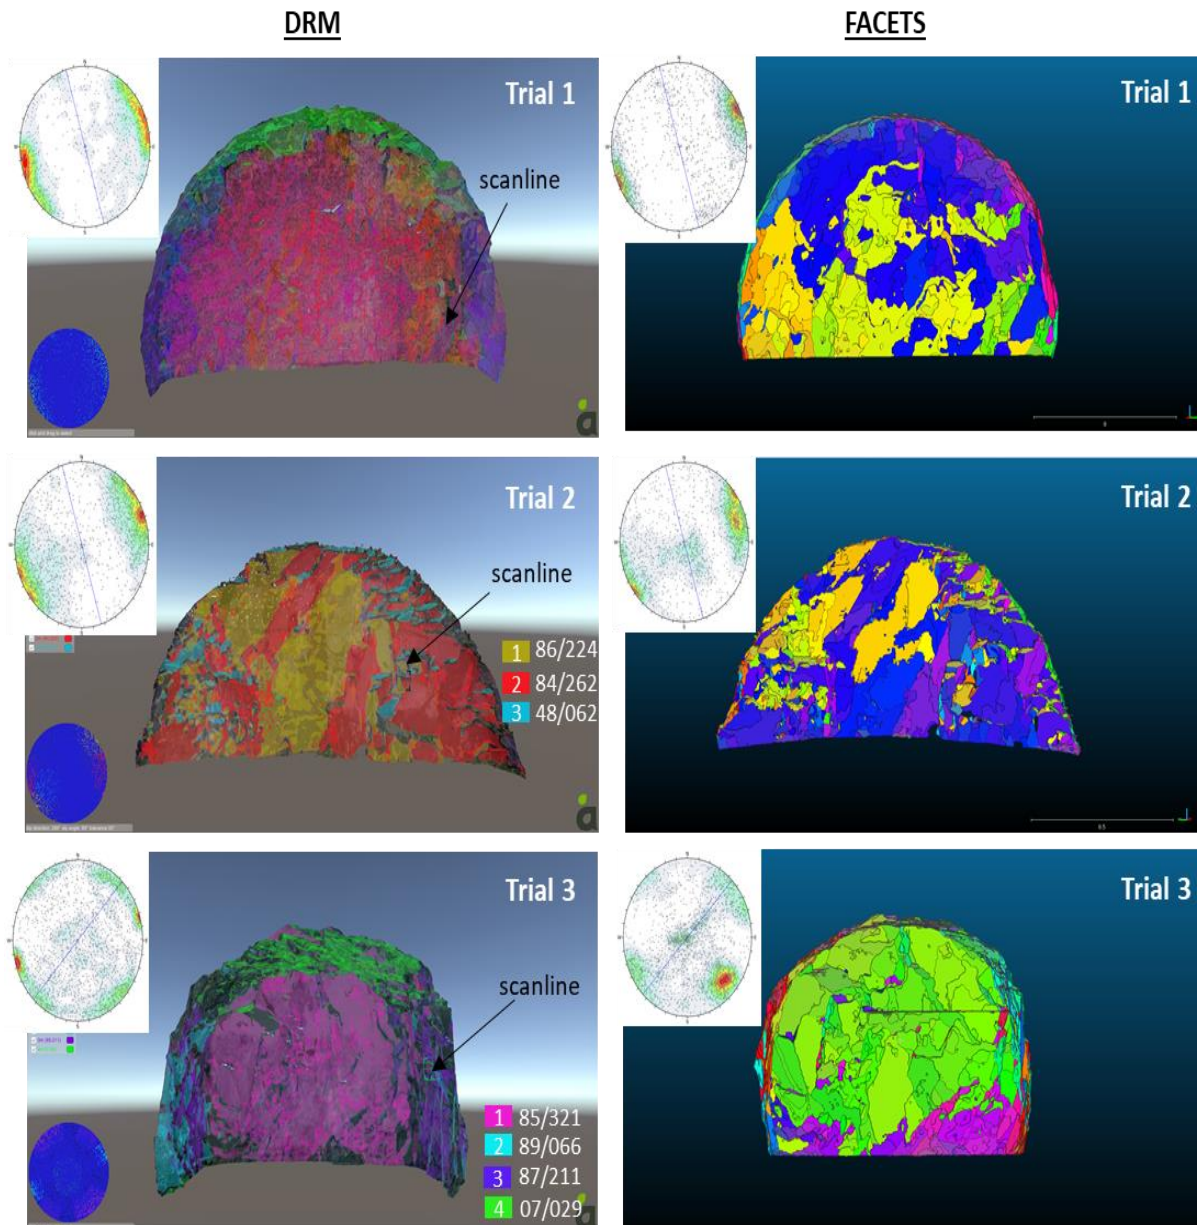 DRM
FACETS
Trial 1
Trial 1
scanline
Trial 2
Trial 2
scanline
1 86/224
2 84/262
3 48/062
0.5
Trial 3
Trial 3
scanline
1 85/321
2 89/066
3 87/211
4 07/029